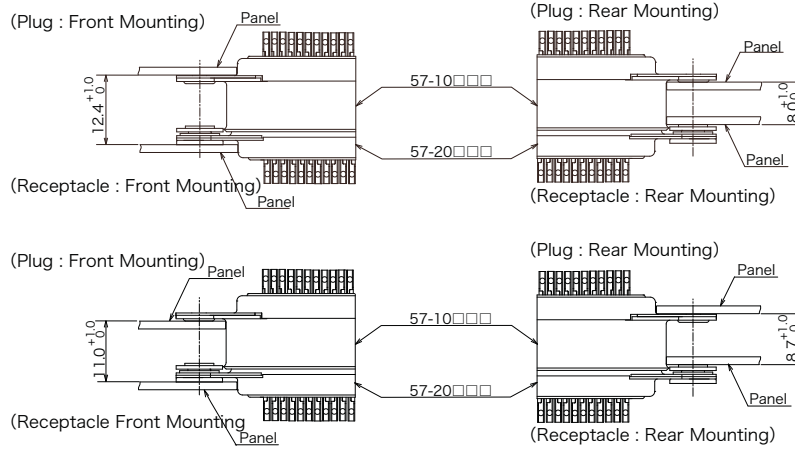 (Plug : Front Mounting)
Panel
12.4 +1.0 0
Panel
(Receptacle : Front Mounting)
57-10□□□
57-20□□□
(Plug : Rear Mounting)
Panel
8.0 +1.0 0
Panel
(Receptacle : Rear Mounting)
(Plug : Front Mounting)
Panel
11.0 +1.0 0
(Receptacle Front Mounting
Panel
57-10□□□
57-20□□□
(Plug : Rear Mounting)
Panel
8.7 +1.0 0
Panel
(Receptacle : Rear Mounting)